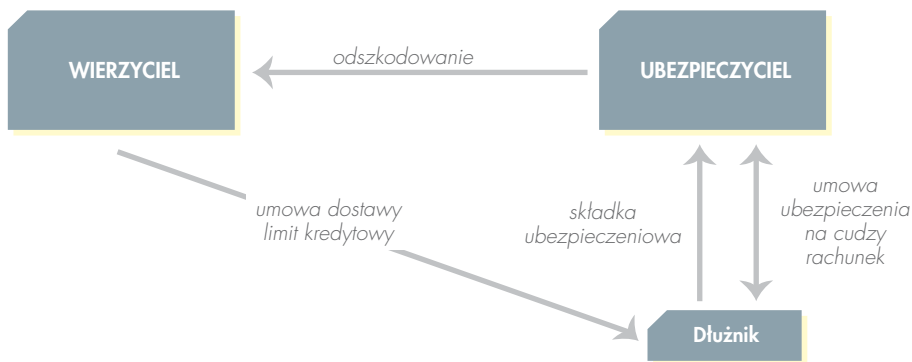 WIERZYCIEL
odszkodowanie
UBEZPIECZYCIEL
umowa dostawy
limit kredytowy
składka
ubezpieczeniowa
umowa
ubezpieczenia
na cudzy
rachunek
Dłużnik